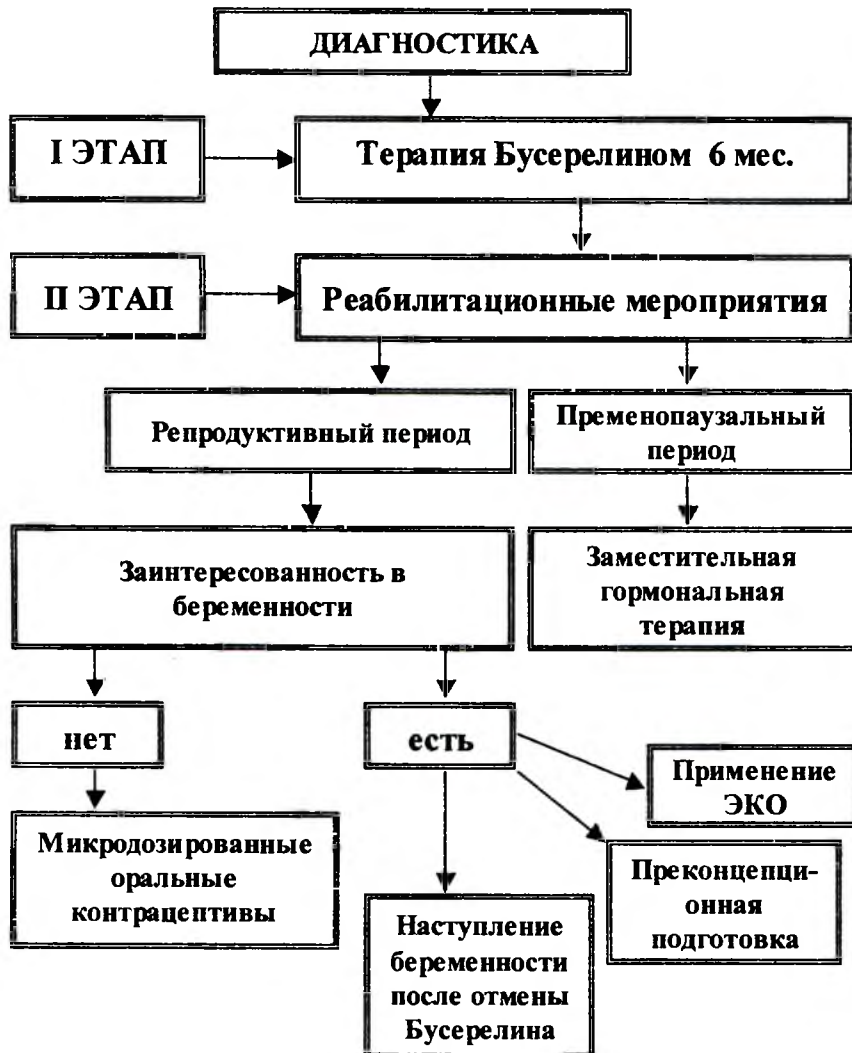 ДИАГНОСТИКА
I ЭТАП
Терапия Бусерелином 6 мес.
II ЭТАП
Реабилитационные мероприятия
Репродуктивный период
Пременопаузальный
период
Заинтересованность в
беременности
Заместительная
гормональная
терапия
нет
есть
Применение
ЭКО
Микродозированные
оральные
контрацептивы
Преконцепци-
онная
подготовка
Наступление
беременности
после отмены
Бусерелина